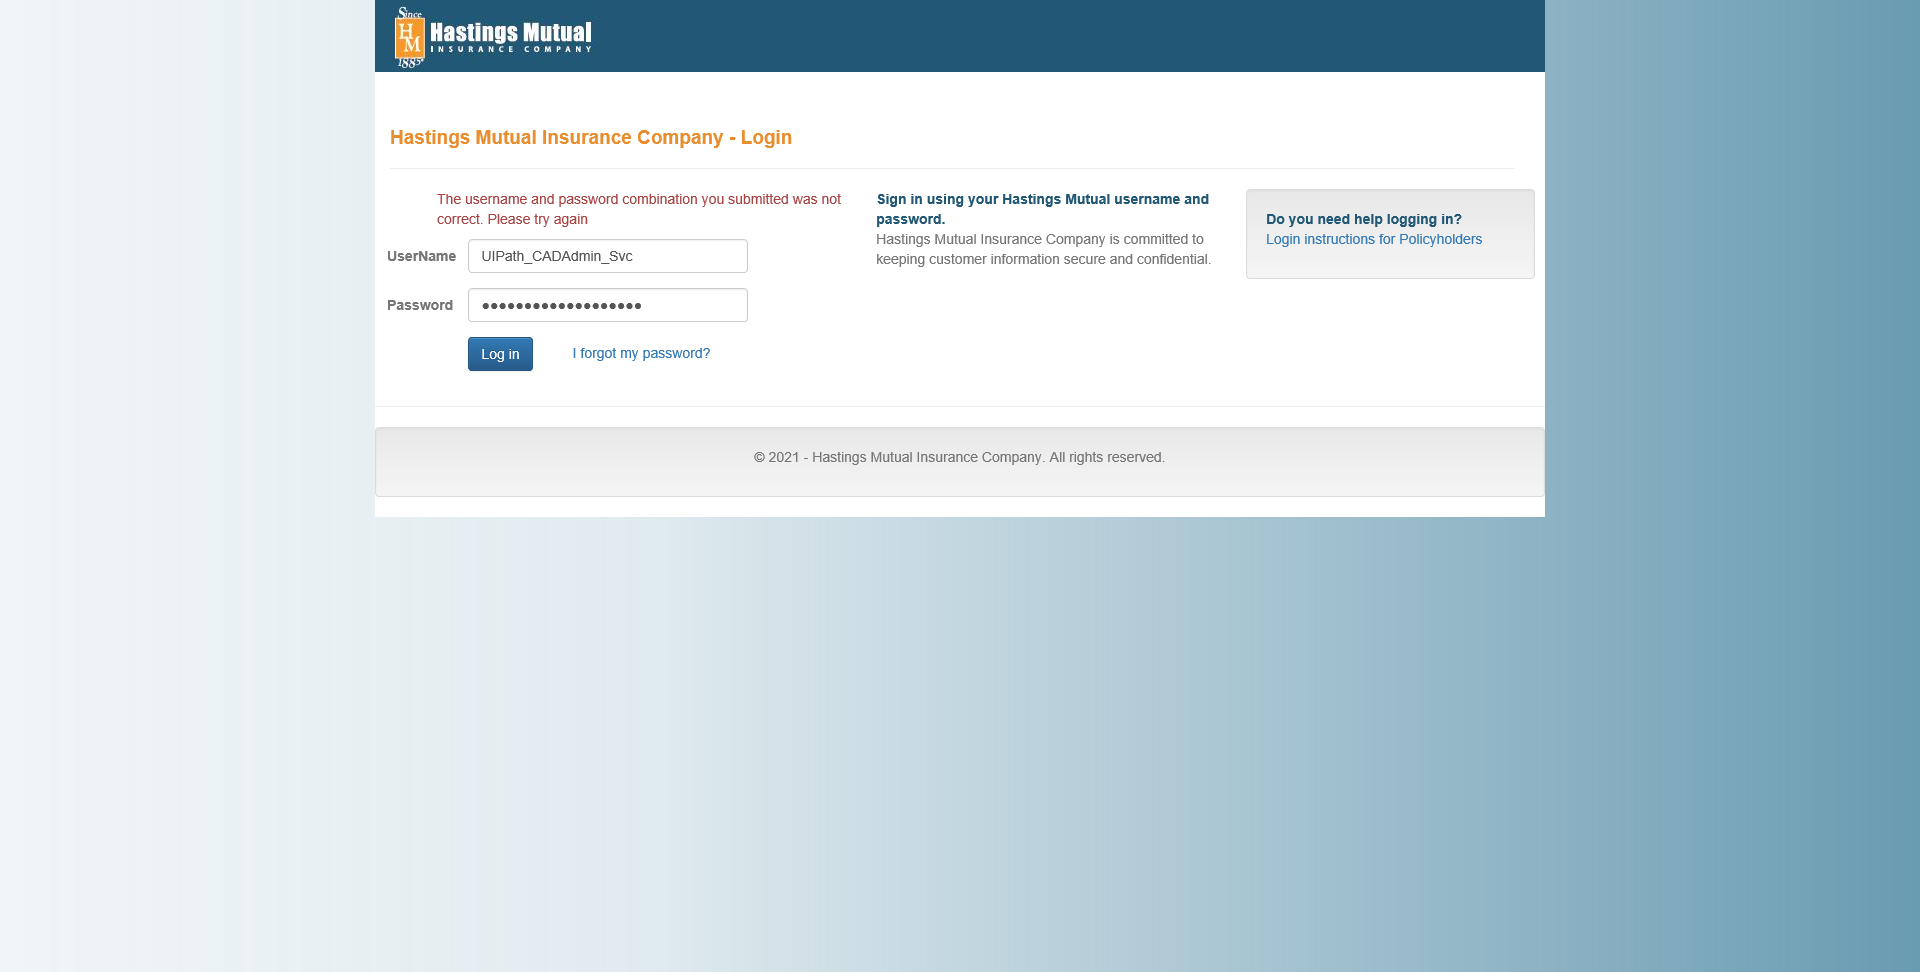 Since
HM
1885
Hastings Mutual
INSURANCE COMPANY
Hastings Mutual Insurance Company - Login
The username and password combination you submitted was not
correct. Please try again
UserName
UIPath_CADAdmin_Svc
Password
●●●●●●●●●●●●●●●●●●●
Log in
I forgot my password?
Sign in using your Hastings Mutual username and
password.
Hastings Mutual Insurance Company is committed to
keeping customer information secure and confidential.
Do you need help logging in?
Login instructions for Policyholders
© 2021 - Hastings Mutual Insurance Company. All rights reserved.